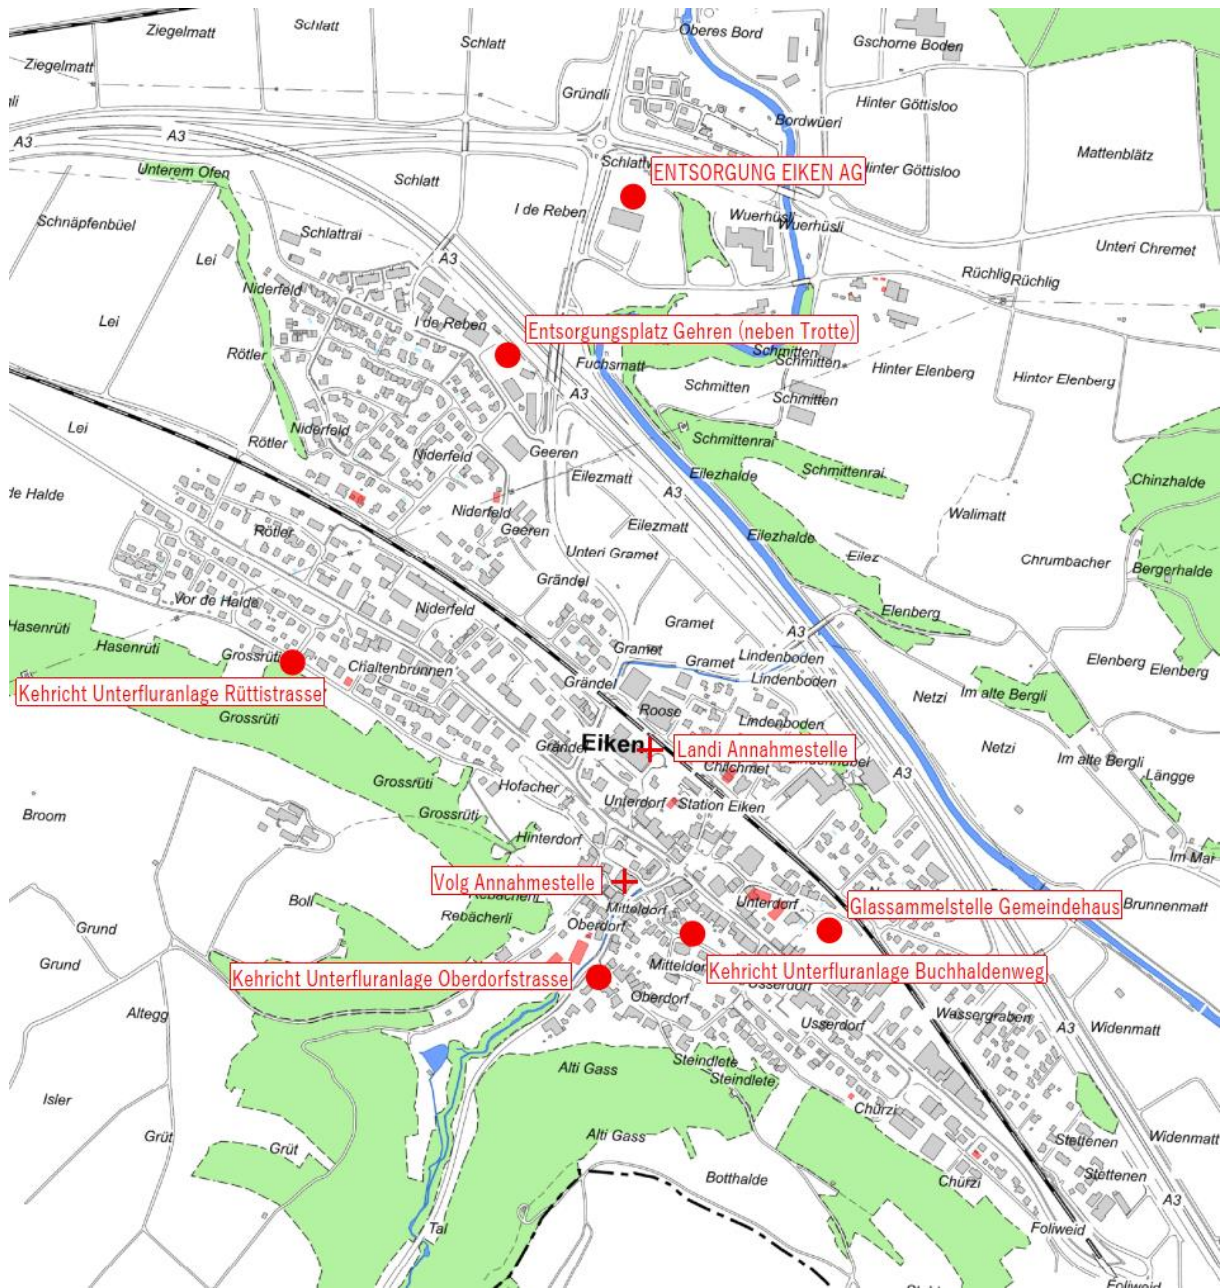 Ziegelmatt
Schlatt
Oberes Bord
Schlatt
Gschorne Boden
Ziegelmatt
Schlatt
Gründli
Hinter Göttisloo
Bordwüeri
A3
A3
A3
Mattenblätz
Unterem Ofen
Schlatt
ENTSORGUNG EIKEN AG
Hinter Göttisloo
I de Reben
Schnäpfenbüel
Schlattrai
Wuerhüsli
Wuerhüsli
Unteri Chremet
Lei
A3
Rüchlig
Rüchlig
Niderfeld
Lei
I de Reben
Entsorgungsplatz Gehren (neben Trotte)
Rötler
Schmitten
Fuchsmatt
Schmitten
Hinter Elenberg
Hinter Elenberg
Schmitten
A3
Schmitten
Lei
Niderfeld
Rötler
Niderfeld
Geeren
Schmittenrai
Eilezmatt
Eilezhalde
Schmittenrai
Chinzhalde
de Halde
A3
Niderfeld
Walimatt
Rötler
Geeren
Eilezmatt
Eilezhalde
Unteri Gramet
Eilez
Chrumbacher
Bergerhalde
Grändel
Vor de Halde
Niderfeld
Elenberg
Hasenrüti
Gramet
A3
Hasenrüti
Gramet
Lindenboden
Grossrüti
Chaltenbrunnen
Gramet
Elenberg
Elenberg
Grändel
Lindenboden
Kehricht Unterfluranlage Rüttistrasse
Netzi
Im alte Bergli
Grossrüti
Roose
Lindenboden
Eiken
Landi Annahmestelle
Netzi
Grändel
Im alte Bergli
Chilchmet
A3
Längge
Grossrüti
Hofacher
Unterdorf
Station Eiken
Grossrüti
Broom
Hinterdorf
Im Mar
Volg Annahmestelle
Boll
Rebächerli
Mitteldorf
Unterdorf
Glassammelstelle Gemeindehaus
Brunnenmatt
Grund
Oberdorf
Grund
Kehricht Unterfluranlage Oberdorfstrasse
Mitteldorf
Kehricht Unterfluranlage Buchhaldenweg
Oberdorf
Usserdorf
Altegg
Usserdorf
Wassergraben
A3
Widenmatt
Steindlete
Alti Gass
Steindlete
Isler
Chürzi
Grüt
Grüt
Alti Gass
Stettenen
Widenmatt
Botthalde
Chürzi
Stettenen
A3
Tal
Foliweid
Foliweid